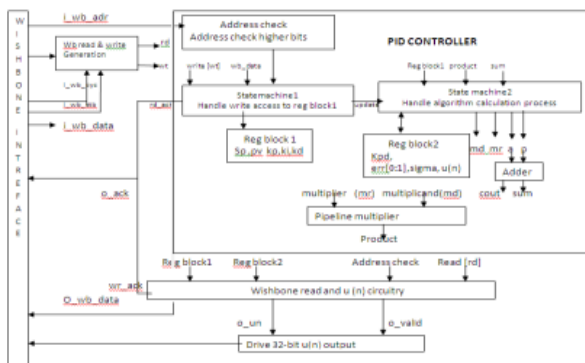 WISHBONE INTREFACE
i_wb_adr
Address check
Address check higher bits
PID CONTROLLER
Wb read & write
Generation
rd
wt
write [wt]
wb_data
Reg block1
product
sum
i_wb_data
Statemachine1
Handle write access to reg block1
update
State machine2
Handle algorithm calculation process
Reg block 1
Sp,pv kp,ki,kd
Reg block2
Kpd,
err[0:1],sigma, u(n)
md
mr
a
p
Adder
cout
sum
o_ack
multiplier
(mr)
multiplicand(md)
Pipeline multiplier
Product
Reg block1
Reg block2
Address check
Read [rd]
wr_ack
Wishbone read and u (n) circuitry
O_wb_data
o_un
o_valid
Drive 32-bit u(n) output